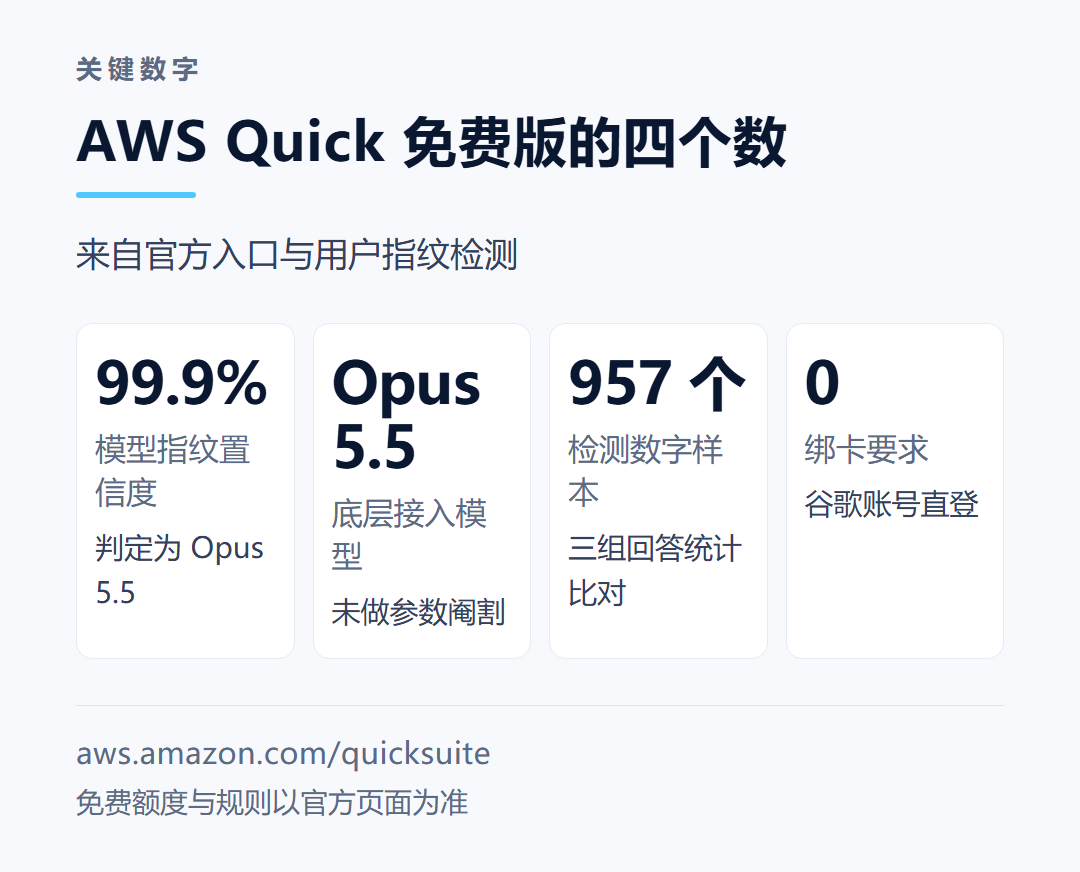 关键数字
AWS Quick 免费版的四个数
来自官方入口与用户指纹检测
99.9%
模型指纹置
信度
判定为 Opus
5.5
Opus
5.5
底层接入模
型
未做参数阉割
957 个
检测数字样
本
三组回答统计
比对
0
绑卡要求
谷歌账号直登
aws.amazon.com/quicksuite
免费额度与规则以官方页面为准